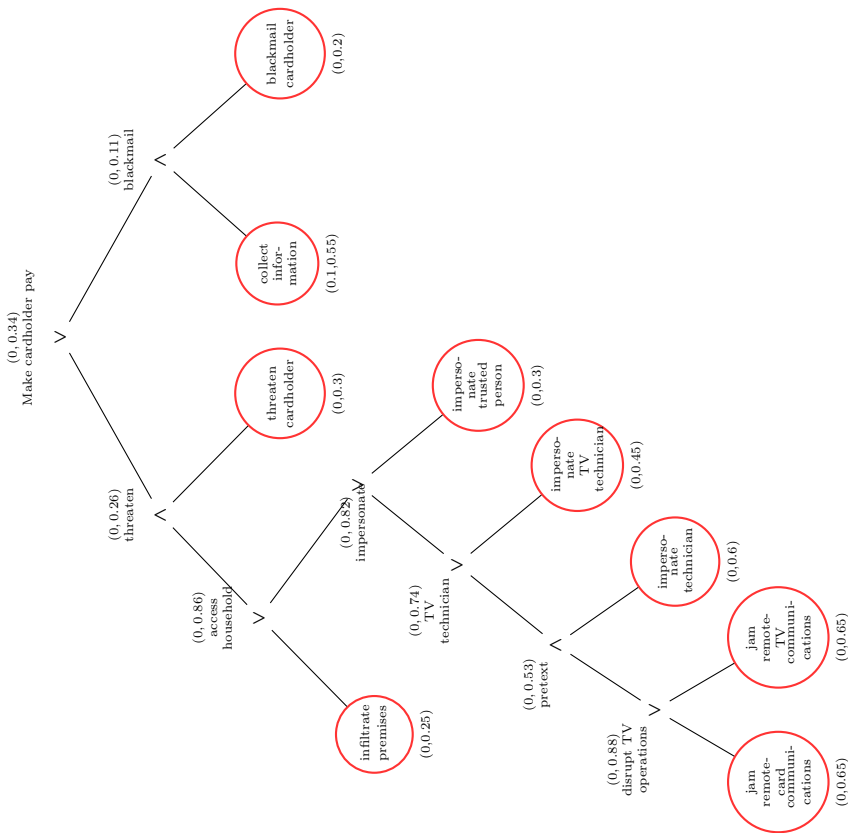 (0, 0.34)
Make cardholder pay
∨
(0, 0.26)
threaten
∧
(0, 0.11)
blackmail
∧
(0, 0.86)
access
household
∨
threaten
cardholder
(0,0.3)
collect
infor-
mation
(0.1,0.55)
blackmail
cardholder
(0,0.2)
infiltrate
premises
(0,0.25)
(0, 0.82)
impersonate
∨
(0, 0.74)
TV
technician
∨
imperso-
nate
trusted
person
(0,0.3)
(0, 0.53)
pretext
∧
imperso-
nate
TV
technician
(0,0.45)
(0, 0.88)
disrupt TV
operations
∨
imperso-
nate
technician
(0,0.6)
jam
remote-
card
communi-
cations
(0,0.65)
jam
remote-
TV
communi-
cations
(0,0.65)